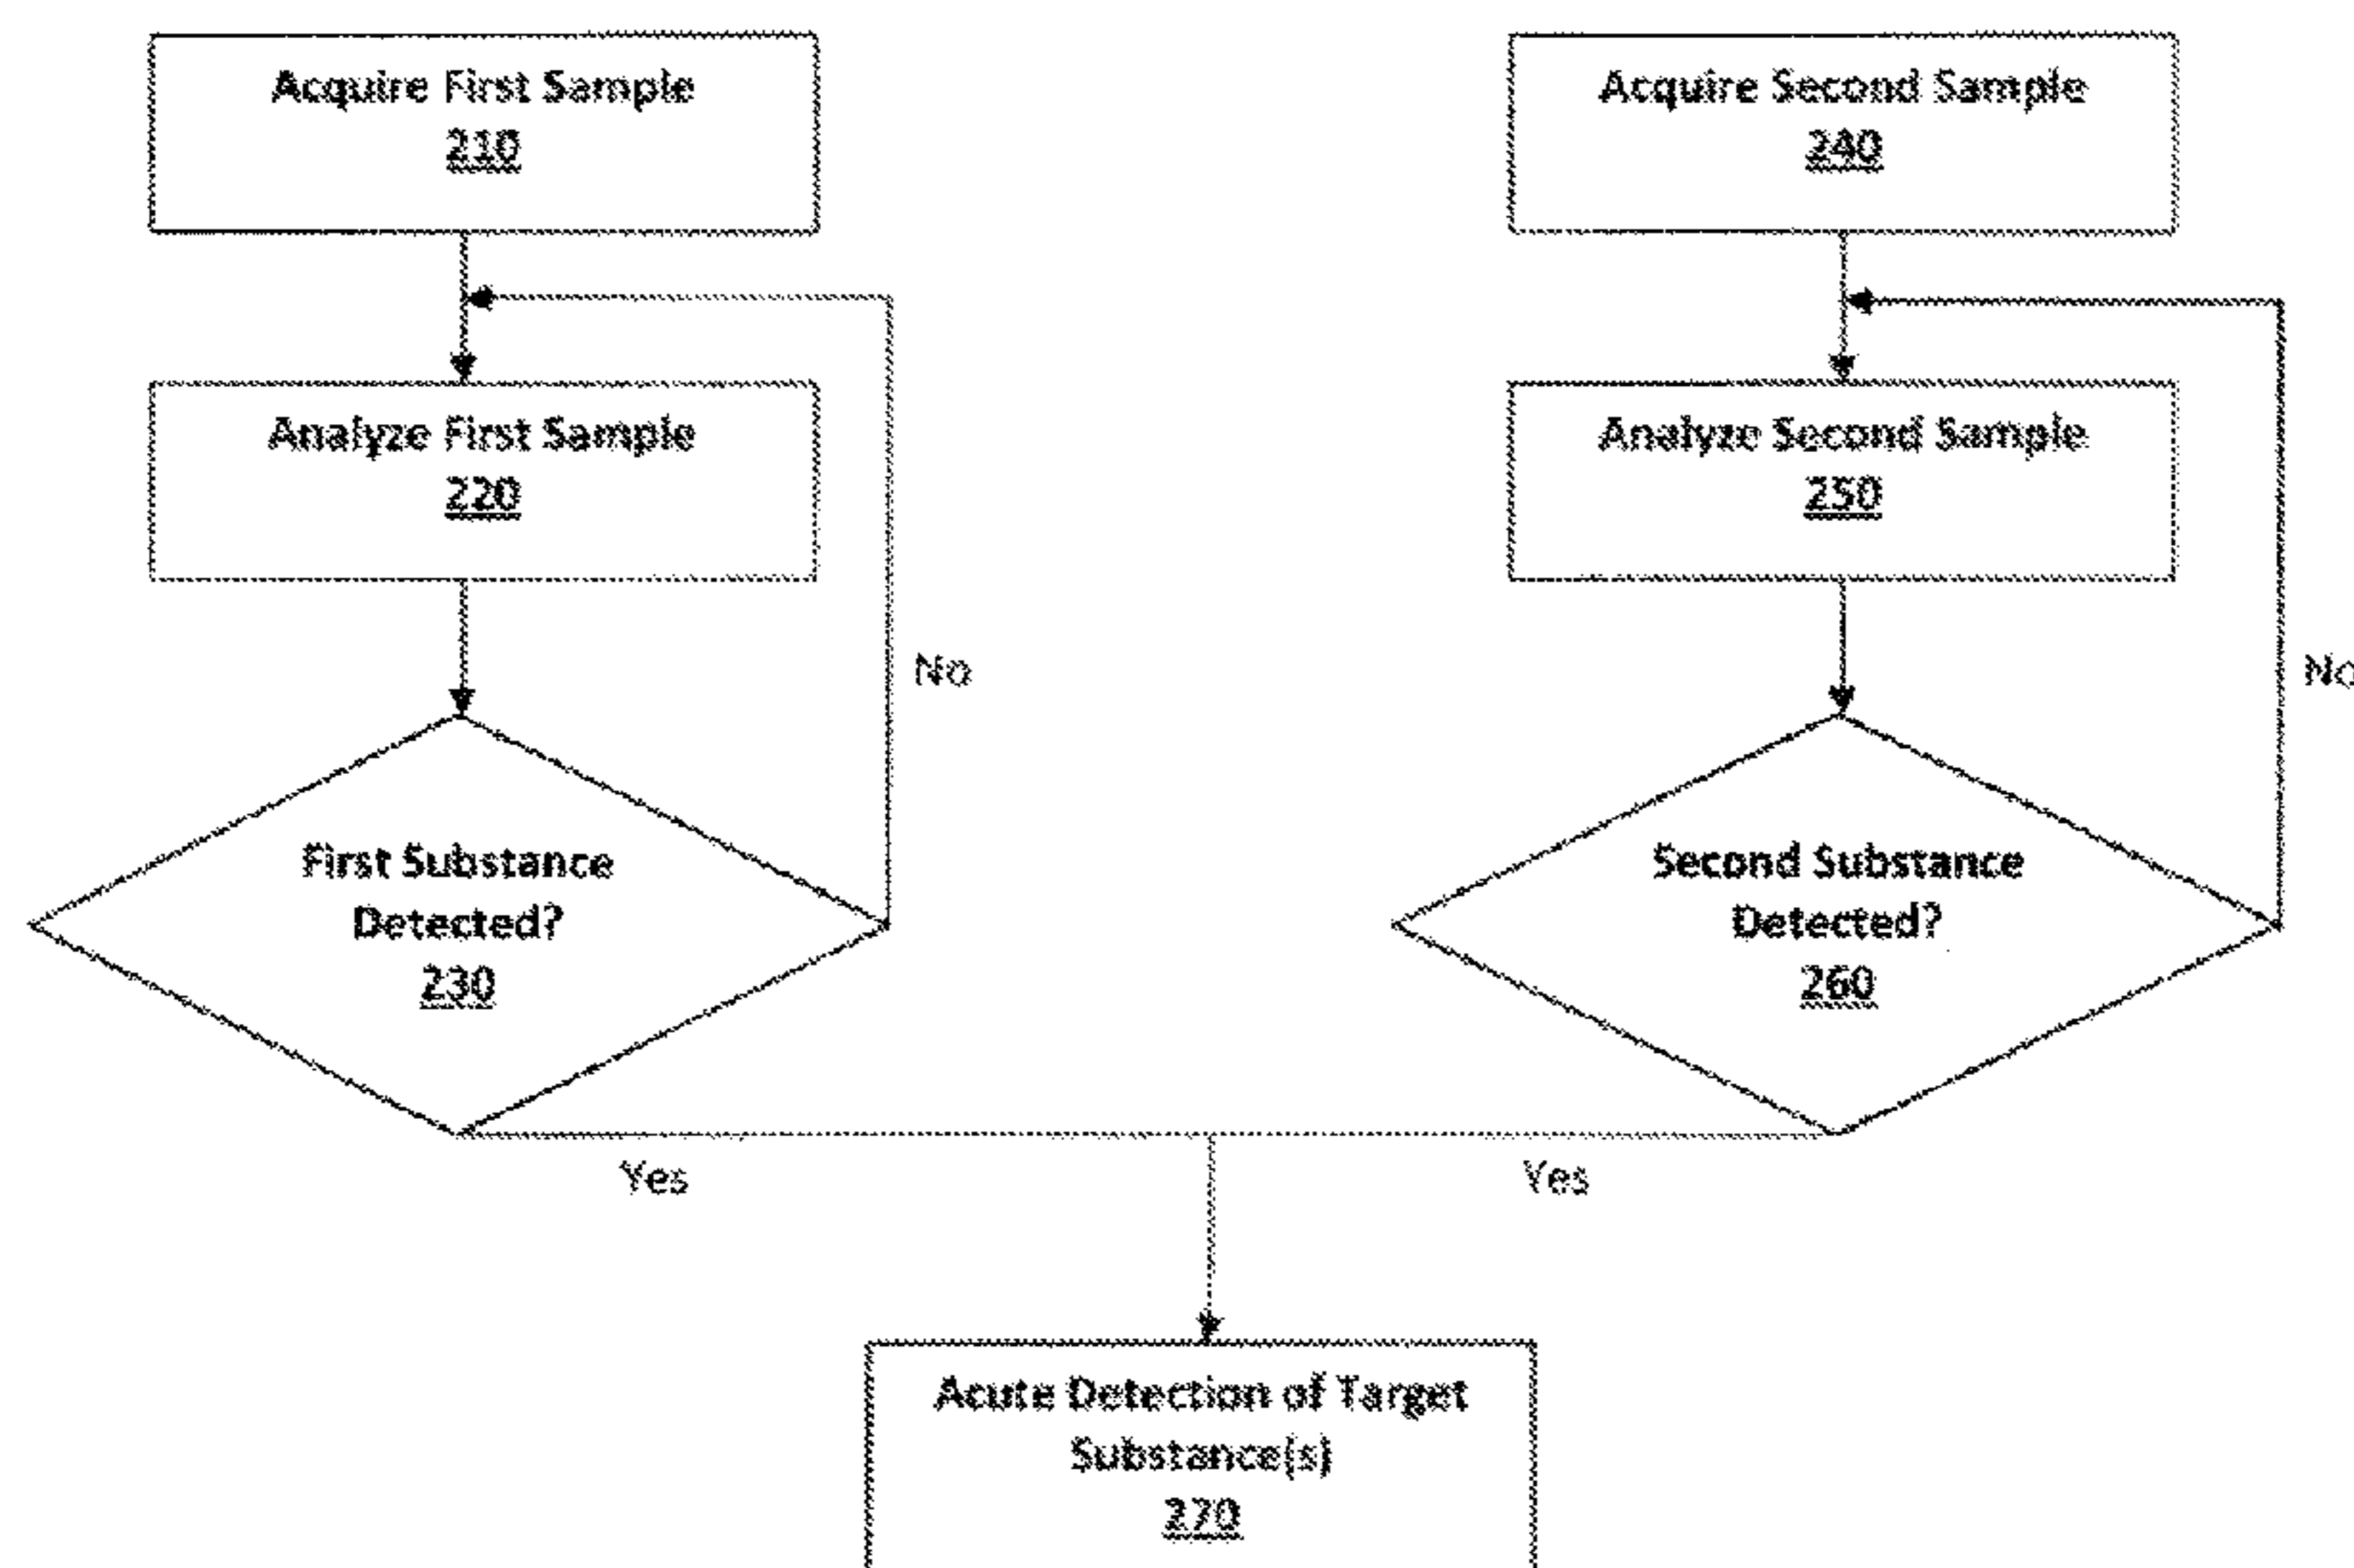 Acquire First Sample
210
Acquire Second Sample
240
Analyze First Sample
220
Analyze Second Sample
250
No
No
First Substance
Detected?
230
Second Substance
Detected?
260
Yes
Yes
Acute Detection of Target
Substance(s)
270